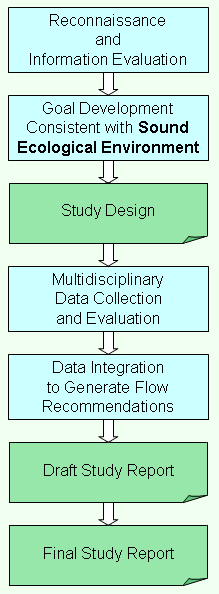 Reconnaissance
and
Information Evaluation
Goal Development
Consistent with Sound
Ecological Environment
Study Design
Multidisciplinary
Data Collection
and Evaluation
Data Integration
to Generate Flow
Recommendations
Draft Study Report
Final Study Report